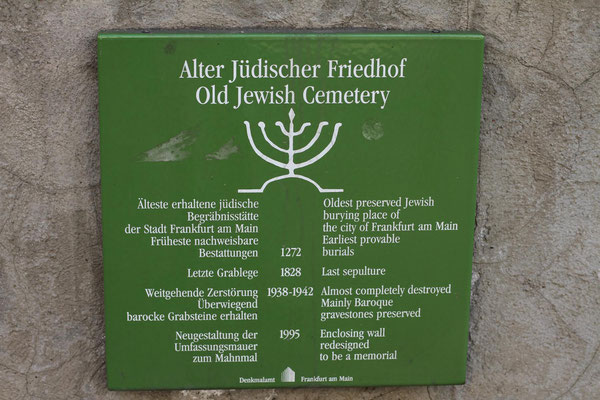 Alter Jüdischer Friedhof
Old Jewish Cemetery
Älteste erhaltene jüdische
Begräbnisstätte
der Stadt Frankfurt am Main
Früheste nachweisbare
Bestattungen
1272
Oldest preserved Jewish
burying place of
the city of Frankfurt am Main
Earliest provable
burials
Letzte Grablege 1828 Last sepulture
Weitgehende Zerstörung 1938-1942 Almost completely destroyed
Überwiegend Mainly Baroque
barocke Grabsteine erhalten gravestones preserved
Neugestaltung der 1995 Enclosing wall
Umfassungsmauer redesigned
zum Mahnmal to be a memorial
Denkmalamt Frankfurt am Main